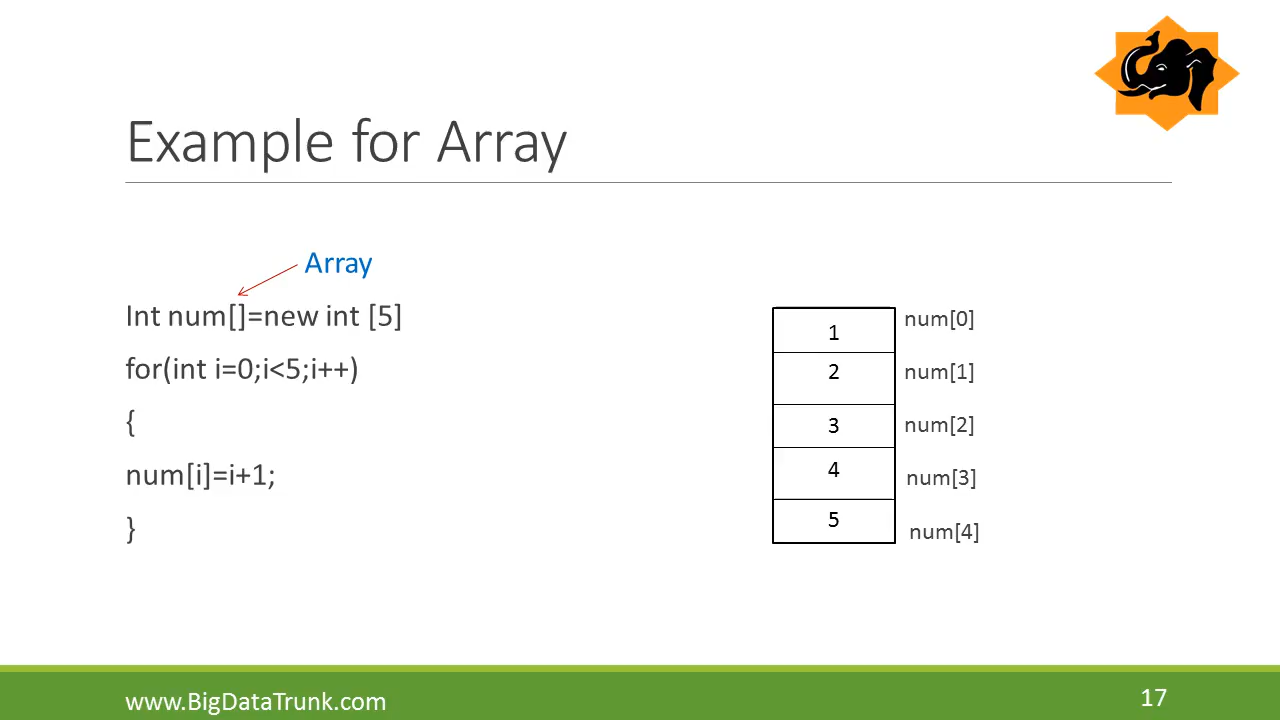 Example for Array
Array
Int num[]=new int [5]
for(int i=0;i<5;i++)
{
num[i]=i+1;
}
1 num[0]
2 num[1]
3 num[2]
4 num[3]
5 num[4]
www.BigDataTrunk.com
17